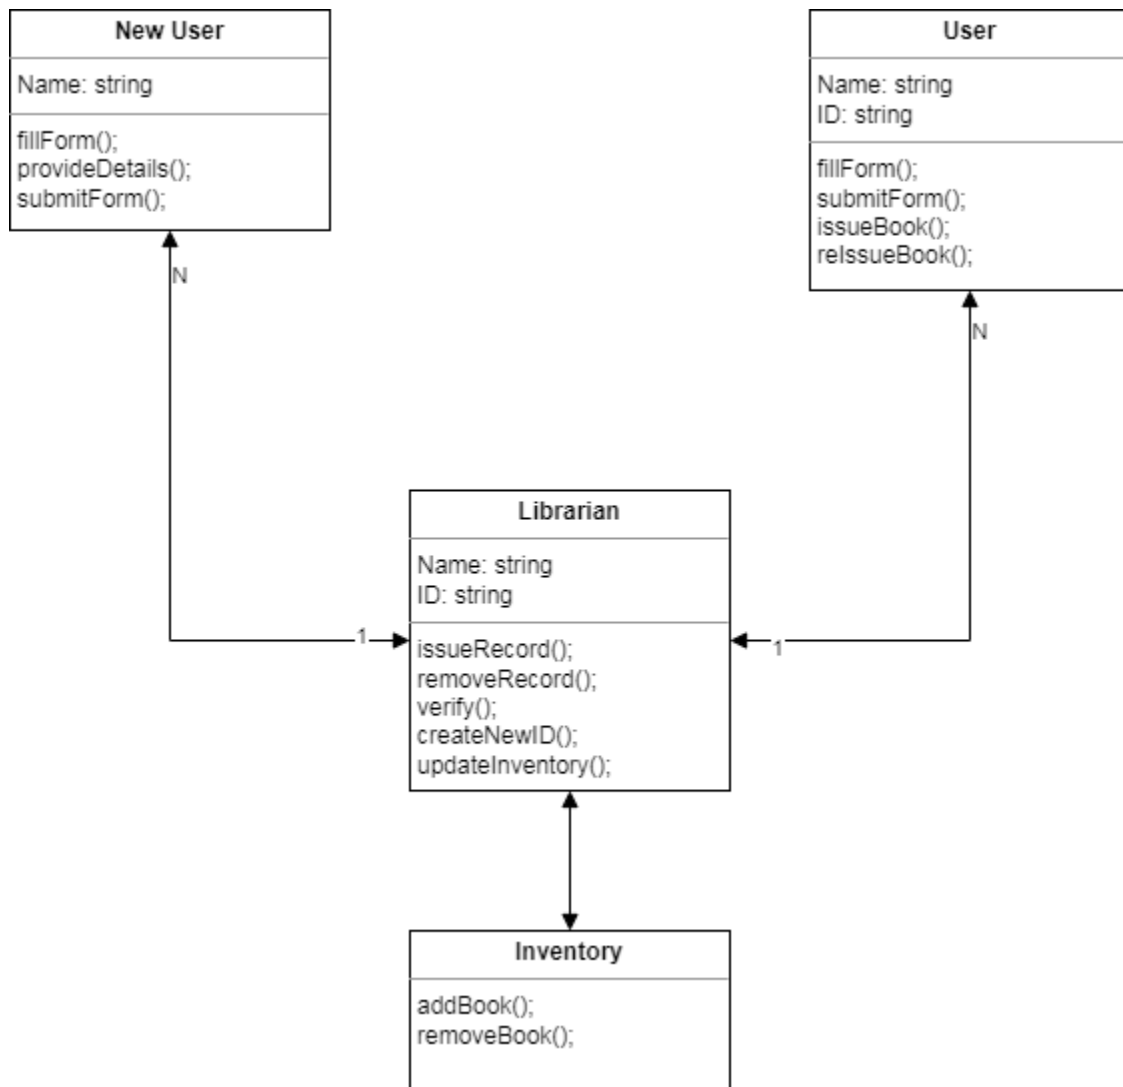 New User
Name: string
fillForm();
provideDetails();
submitForm();
N
User
Name: string
ID: string
fillForm();
submitForm();
issueBook();
reIssueBook();
N
Librarian
Name: string
ID: string
issueRecord();
removeRecord();
verify();
createNewID();
updateInventory();
1
1
Inventory
addBook();
removeBook();